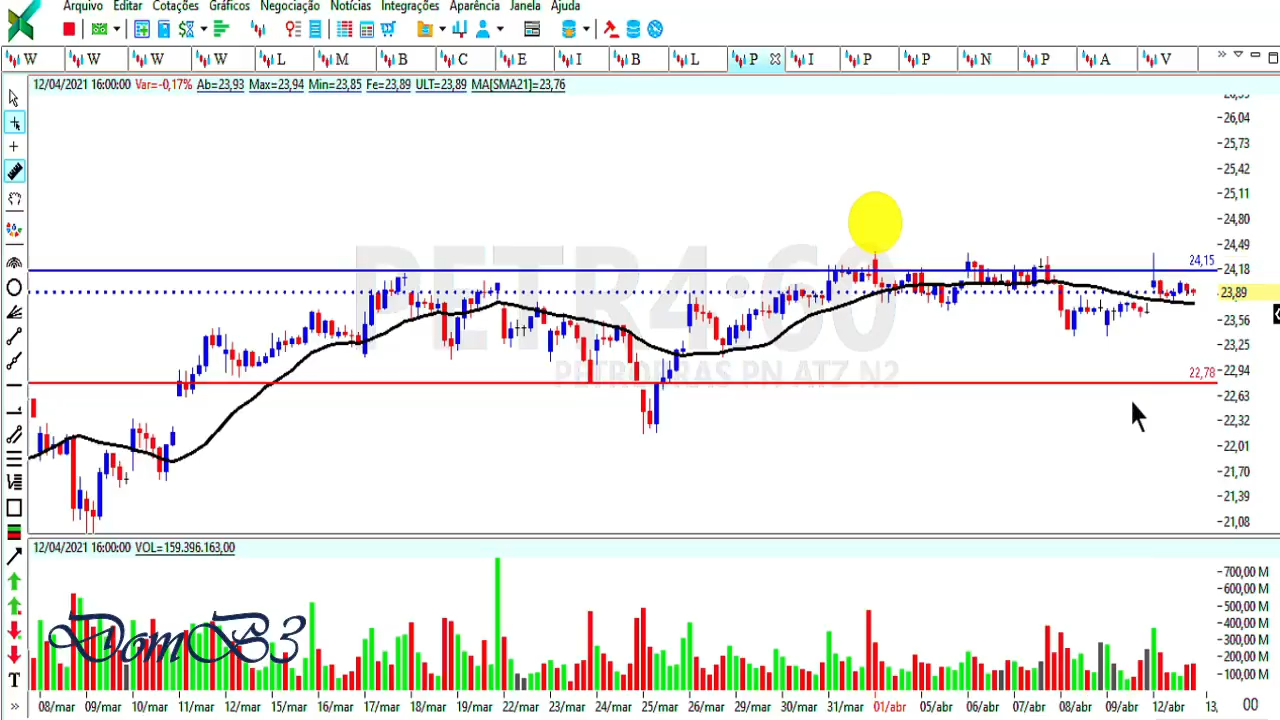 Arquivo Editar Cotações Gráficos Negociação Notícias Integrações Aparência Janela Ajuda
W W W W L M B C E I B L P I P P N P A V
12/04/2021 16:00:00 Var=-0,17% Ab=23,93 Max=23,94 Min=23,85 Fe=23,89 ULT=23,89 MA[SMA21]=23,76
26,04
25,73
25,42
25,11
24,80
24,49
24,15
24,18
23,89
23,56
23,25
22,94
22,78
22,63
22,32
22,01
21,70
21,39
21,08
PETR4:60
PETROBRAS PN ATZ N2
12/04/2021 16:00:00 VOL=159.396.163,00
700,00 M
600,00 M
500,00 M
400,00 M
300,00 M
200,00 M
100,00 M
DomB3
T
08/mar 09/mar 10/mar 11/mar 12/mar 15/mar 16/mar 17/mar 18/mar 19/mar 22/mar 23/mar 24/mar 25/mar 26/mar 29/mar 30/mar 31/mar 01/abr 05/abr 06/abr 07/abr 08/abr 09/abr 12/abr 13, 00